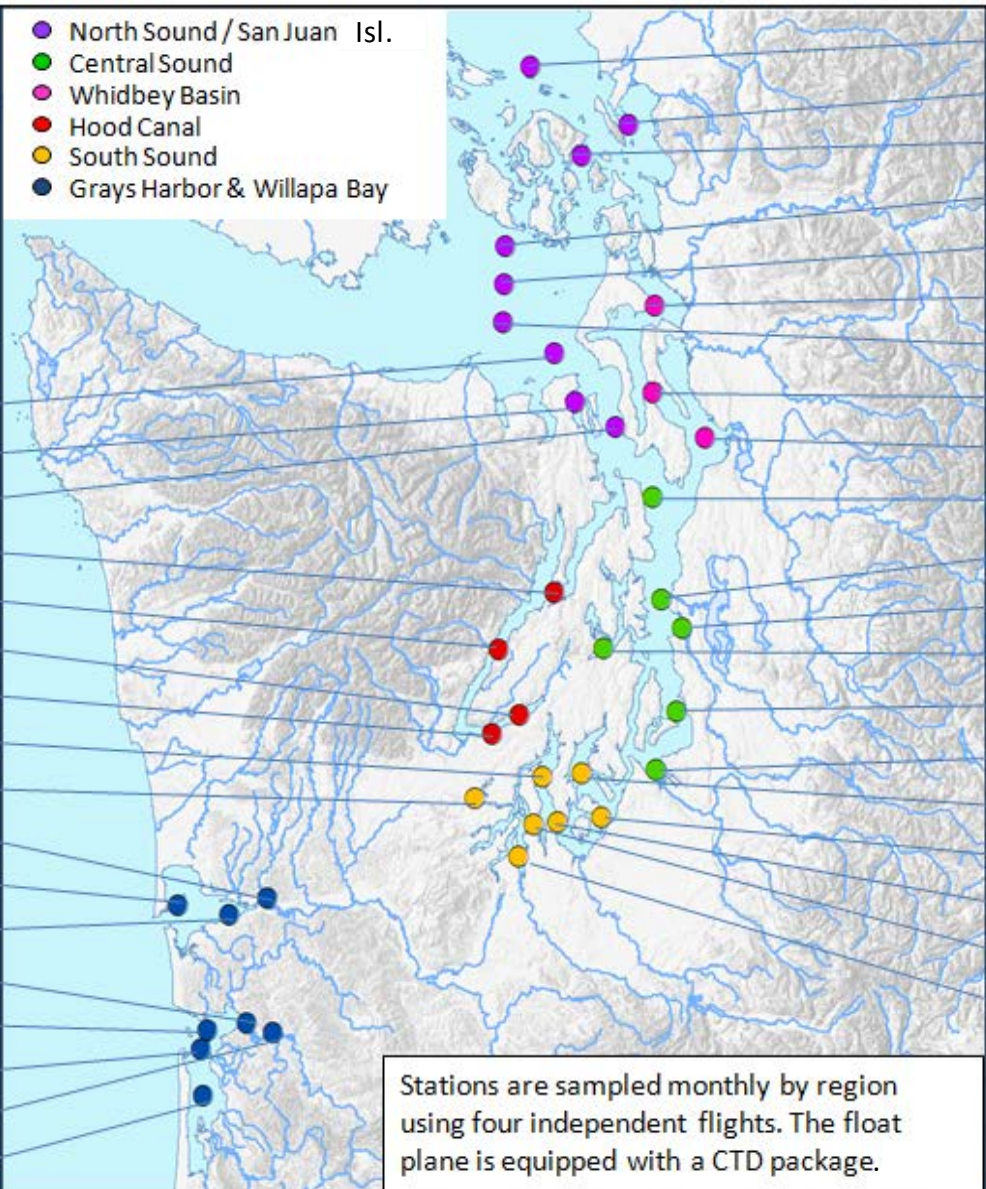 North Sound / San Juan Isl.
Central Sound
Whidbey Basin
Hood Canal
South Sound
Grays Harbor & Willapa Bay
Stations are sampled monthly by region
using four independent flights. The float
plane is equipped with a CTD package.